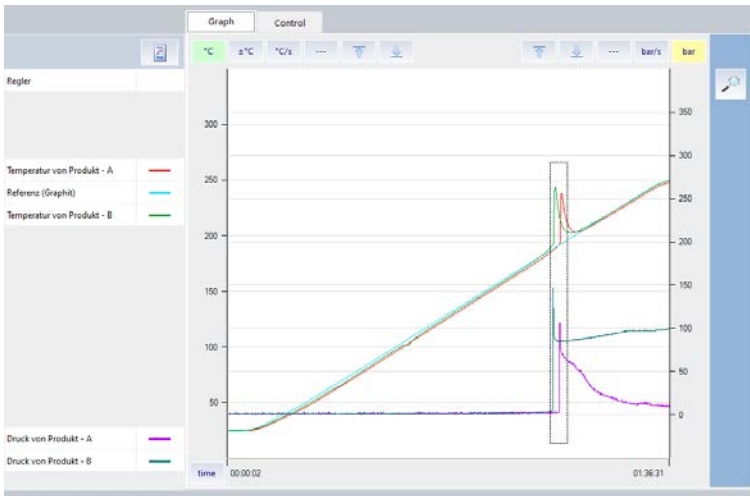 Graph Control
°C ±°C °C/s --- --- bar/s bar
Regler
Temperatur von Produkt - A
Referenz (Graphit)
Temperatur von Produkt - B
Druck von Produkt - A
Druck von Produkt - B
300
250
200
150
100
50
350
300
250
200
150
100
50
0
time 00:00:02 01:36:31